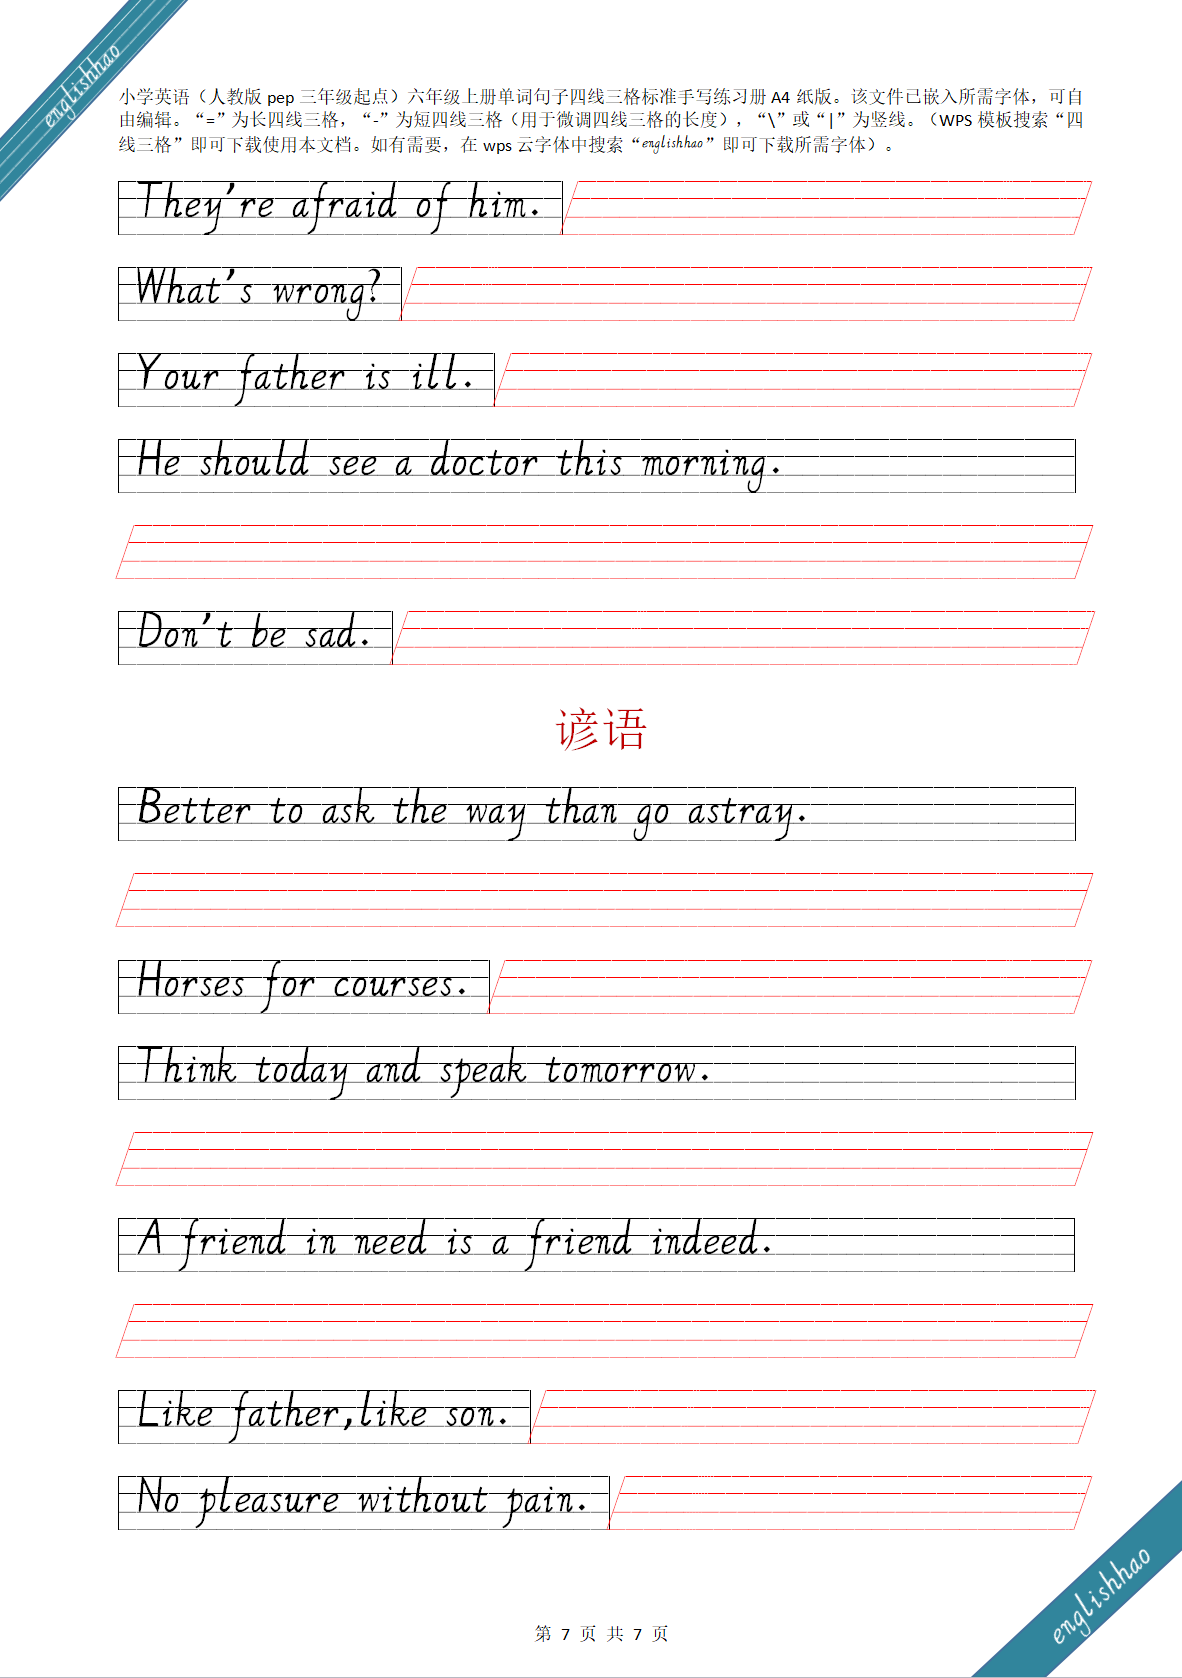 englishhao
小学英语（人教版 pep 三年级起点）六年级上册单词句子四线三格标准手写练习册 A4 纸版。该文件已嵌入所需字体，可自
由编辑。“=”为长四线三格，“-”为短四线三格（用于微调四线三格的长度），“\”或“|”为竖线。（WPS 模板搜索“四
线三格”即可下载使用本文档。如有需要，在 wps 云字体中搜索“englishhao”即可下载所需字体）。
They're afraid of him.
What's wrong?
Your father is ill.
He should see a doctor this morning.
Don't be sad.
谚语
Better to ask the way than go astray.
Horses for courses.
Think today and speak tomorrow.
A friend in need is a friend indeed.
Like father,like son.
No pleasure without pain.
englishhao
第 7 页 共 7 页